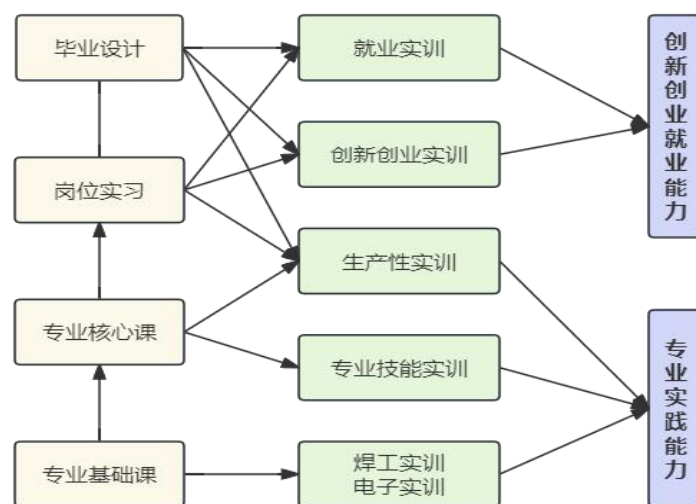 毕业设计
岗位实习
专业核心课
专业基础课
就业实训
创新创业实训
生产性实训
专业技能实训
焊工实训
电子实训
创新创业就业能力
专业实践能力